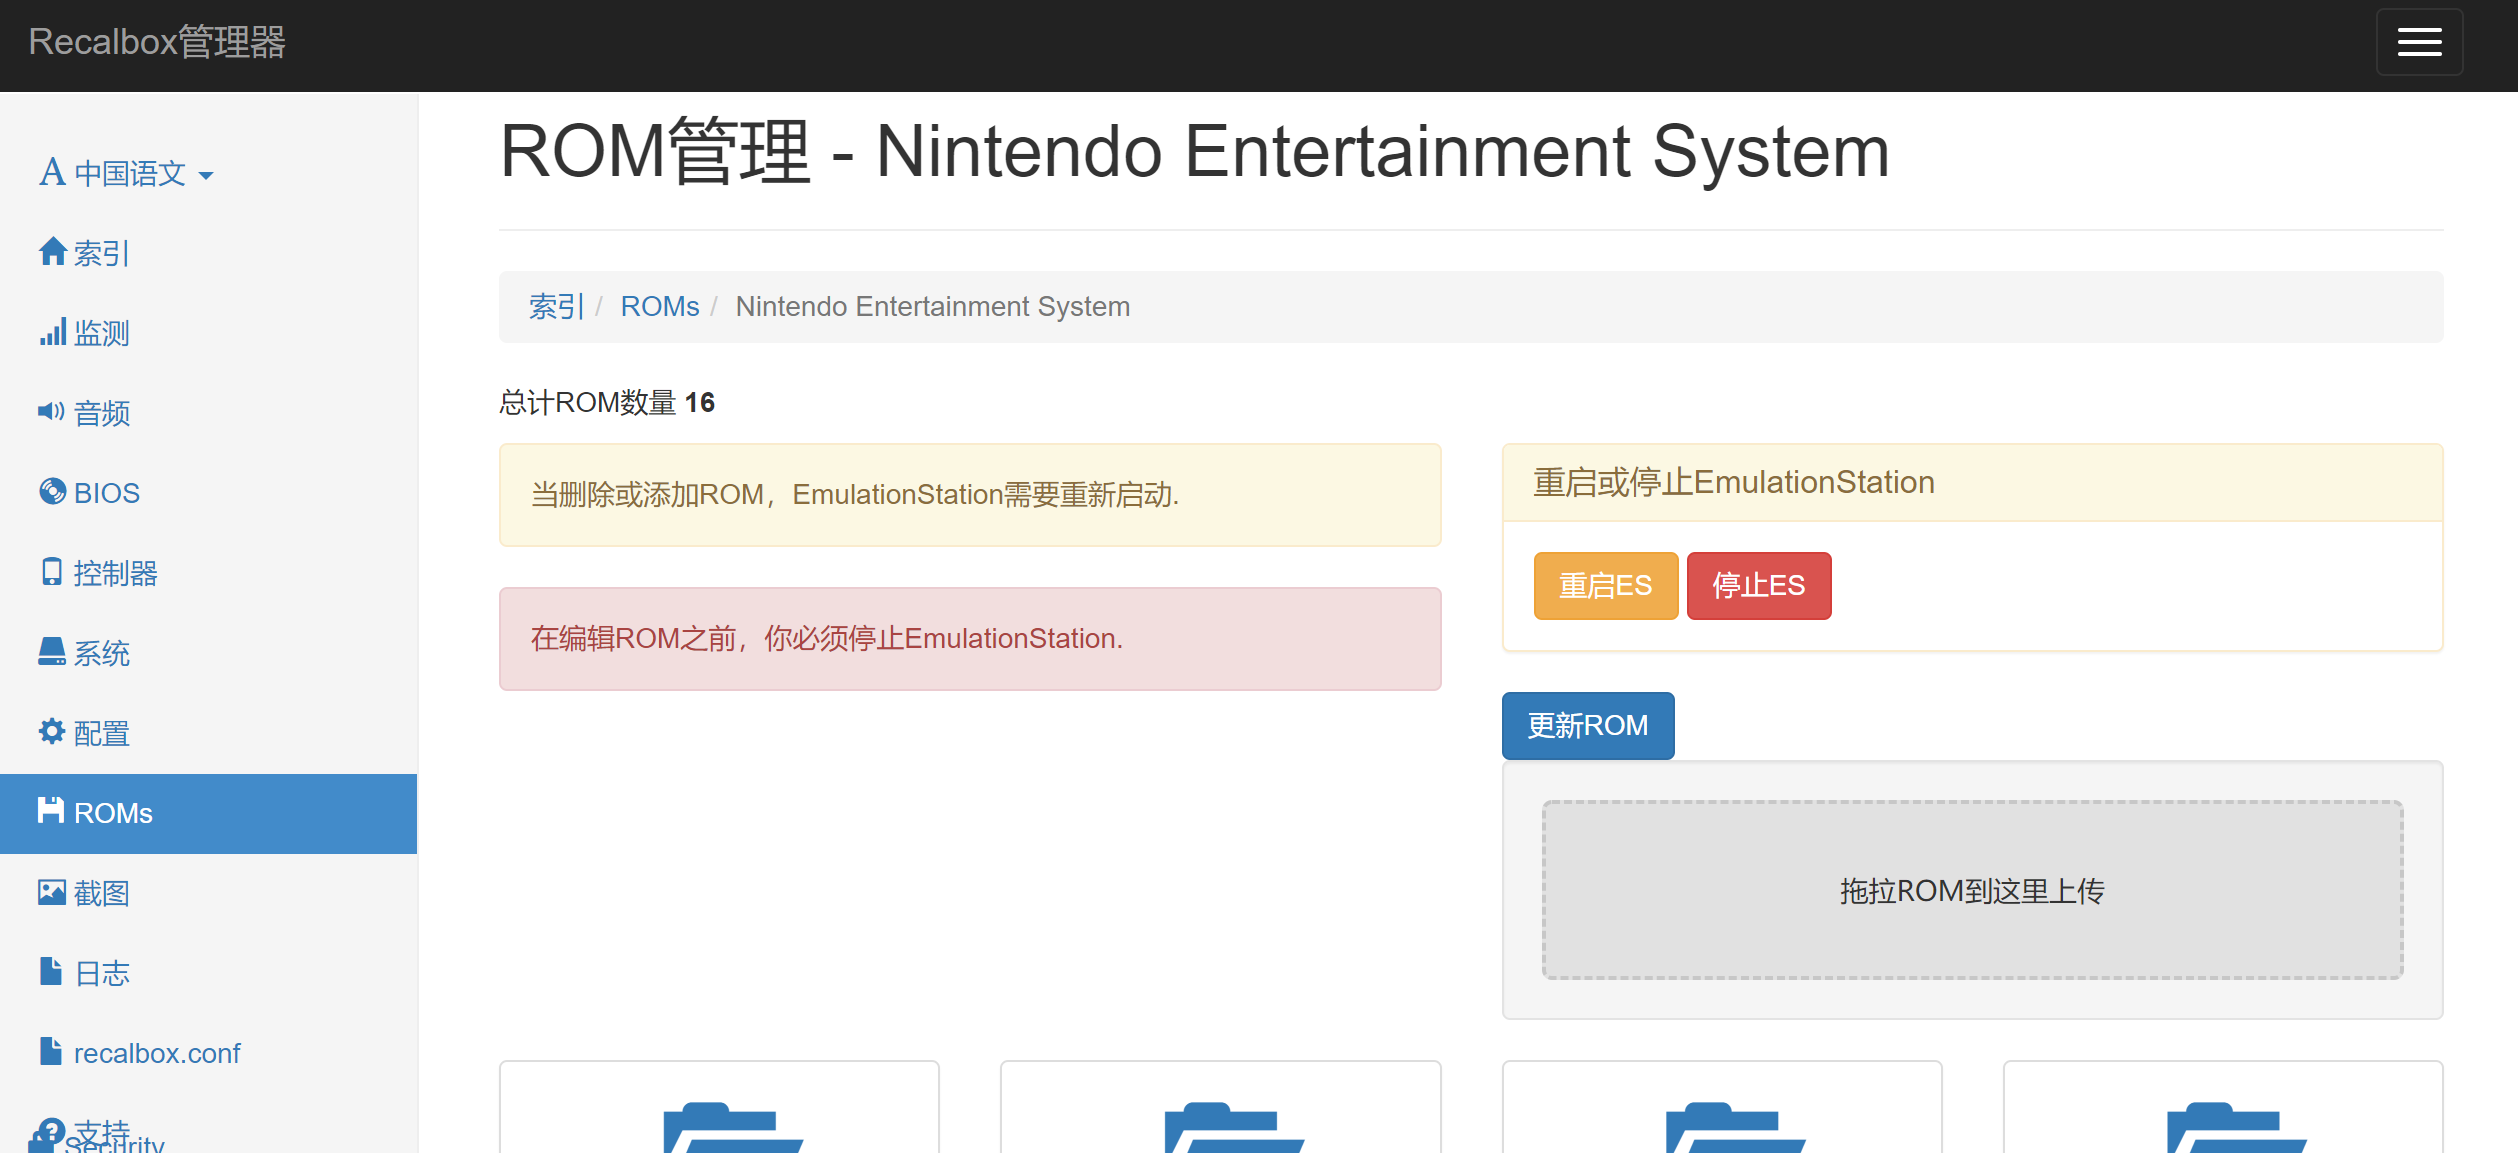 Recalbox管理器
中国语文
索引
监测
音频
BIOS
控制器
系统
配置
ROMs
截图
日志
recalbox.conf
支持
Security
ROM管理 - Nintendo Entertainment System
索引 / ROMs / Nintendo Entertainment System
总计ROM数量 16
当删除或添加ROM，EmulationStation需要重新启动.
在编辑ROM之前，你必须停止EmulationStation.
重启或停止EmulationStation
重启ES 停止ES
更新ROM
拖拉ROM到这里上传